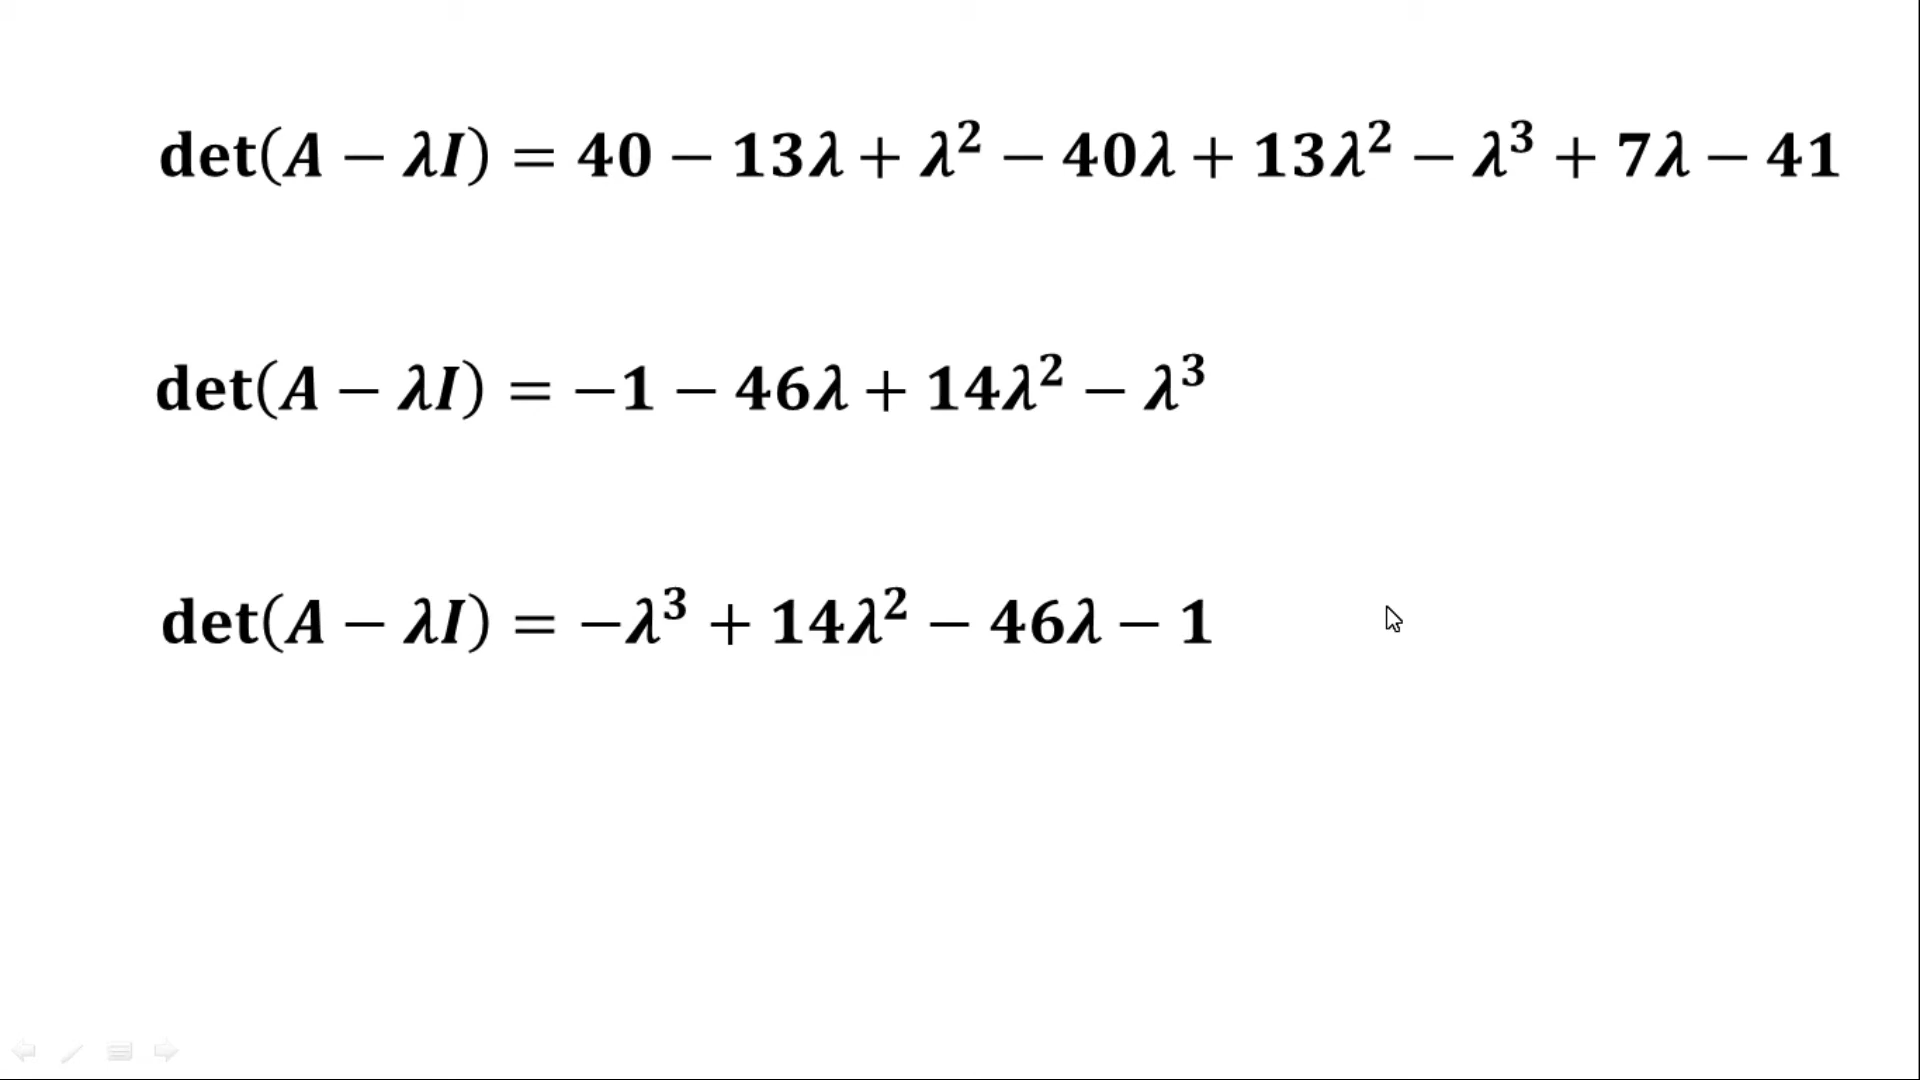 det(A − λI) = 40 − 13λ + λ² − 40λ + 13λ² − λ³ + 7λ − 41
det(A − λI) = −1 − 46λ + 14λ² − λ³
det(A − λI) = −λ³ + 14λ² − 46λ − 1